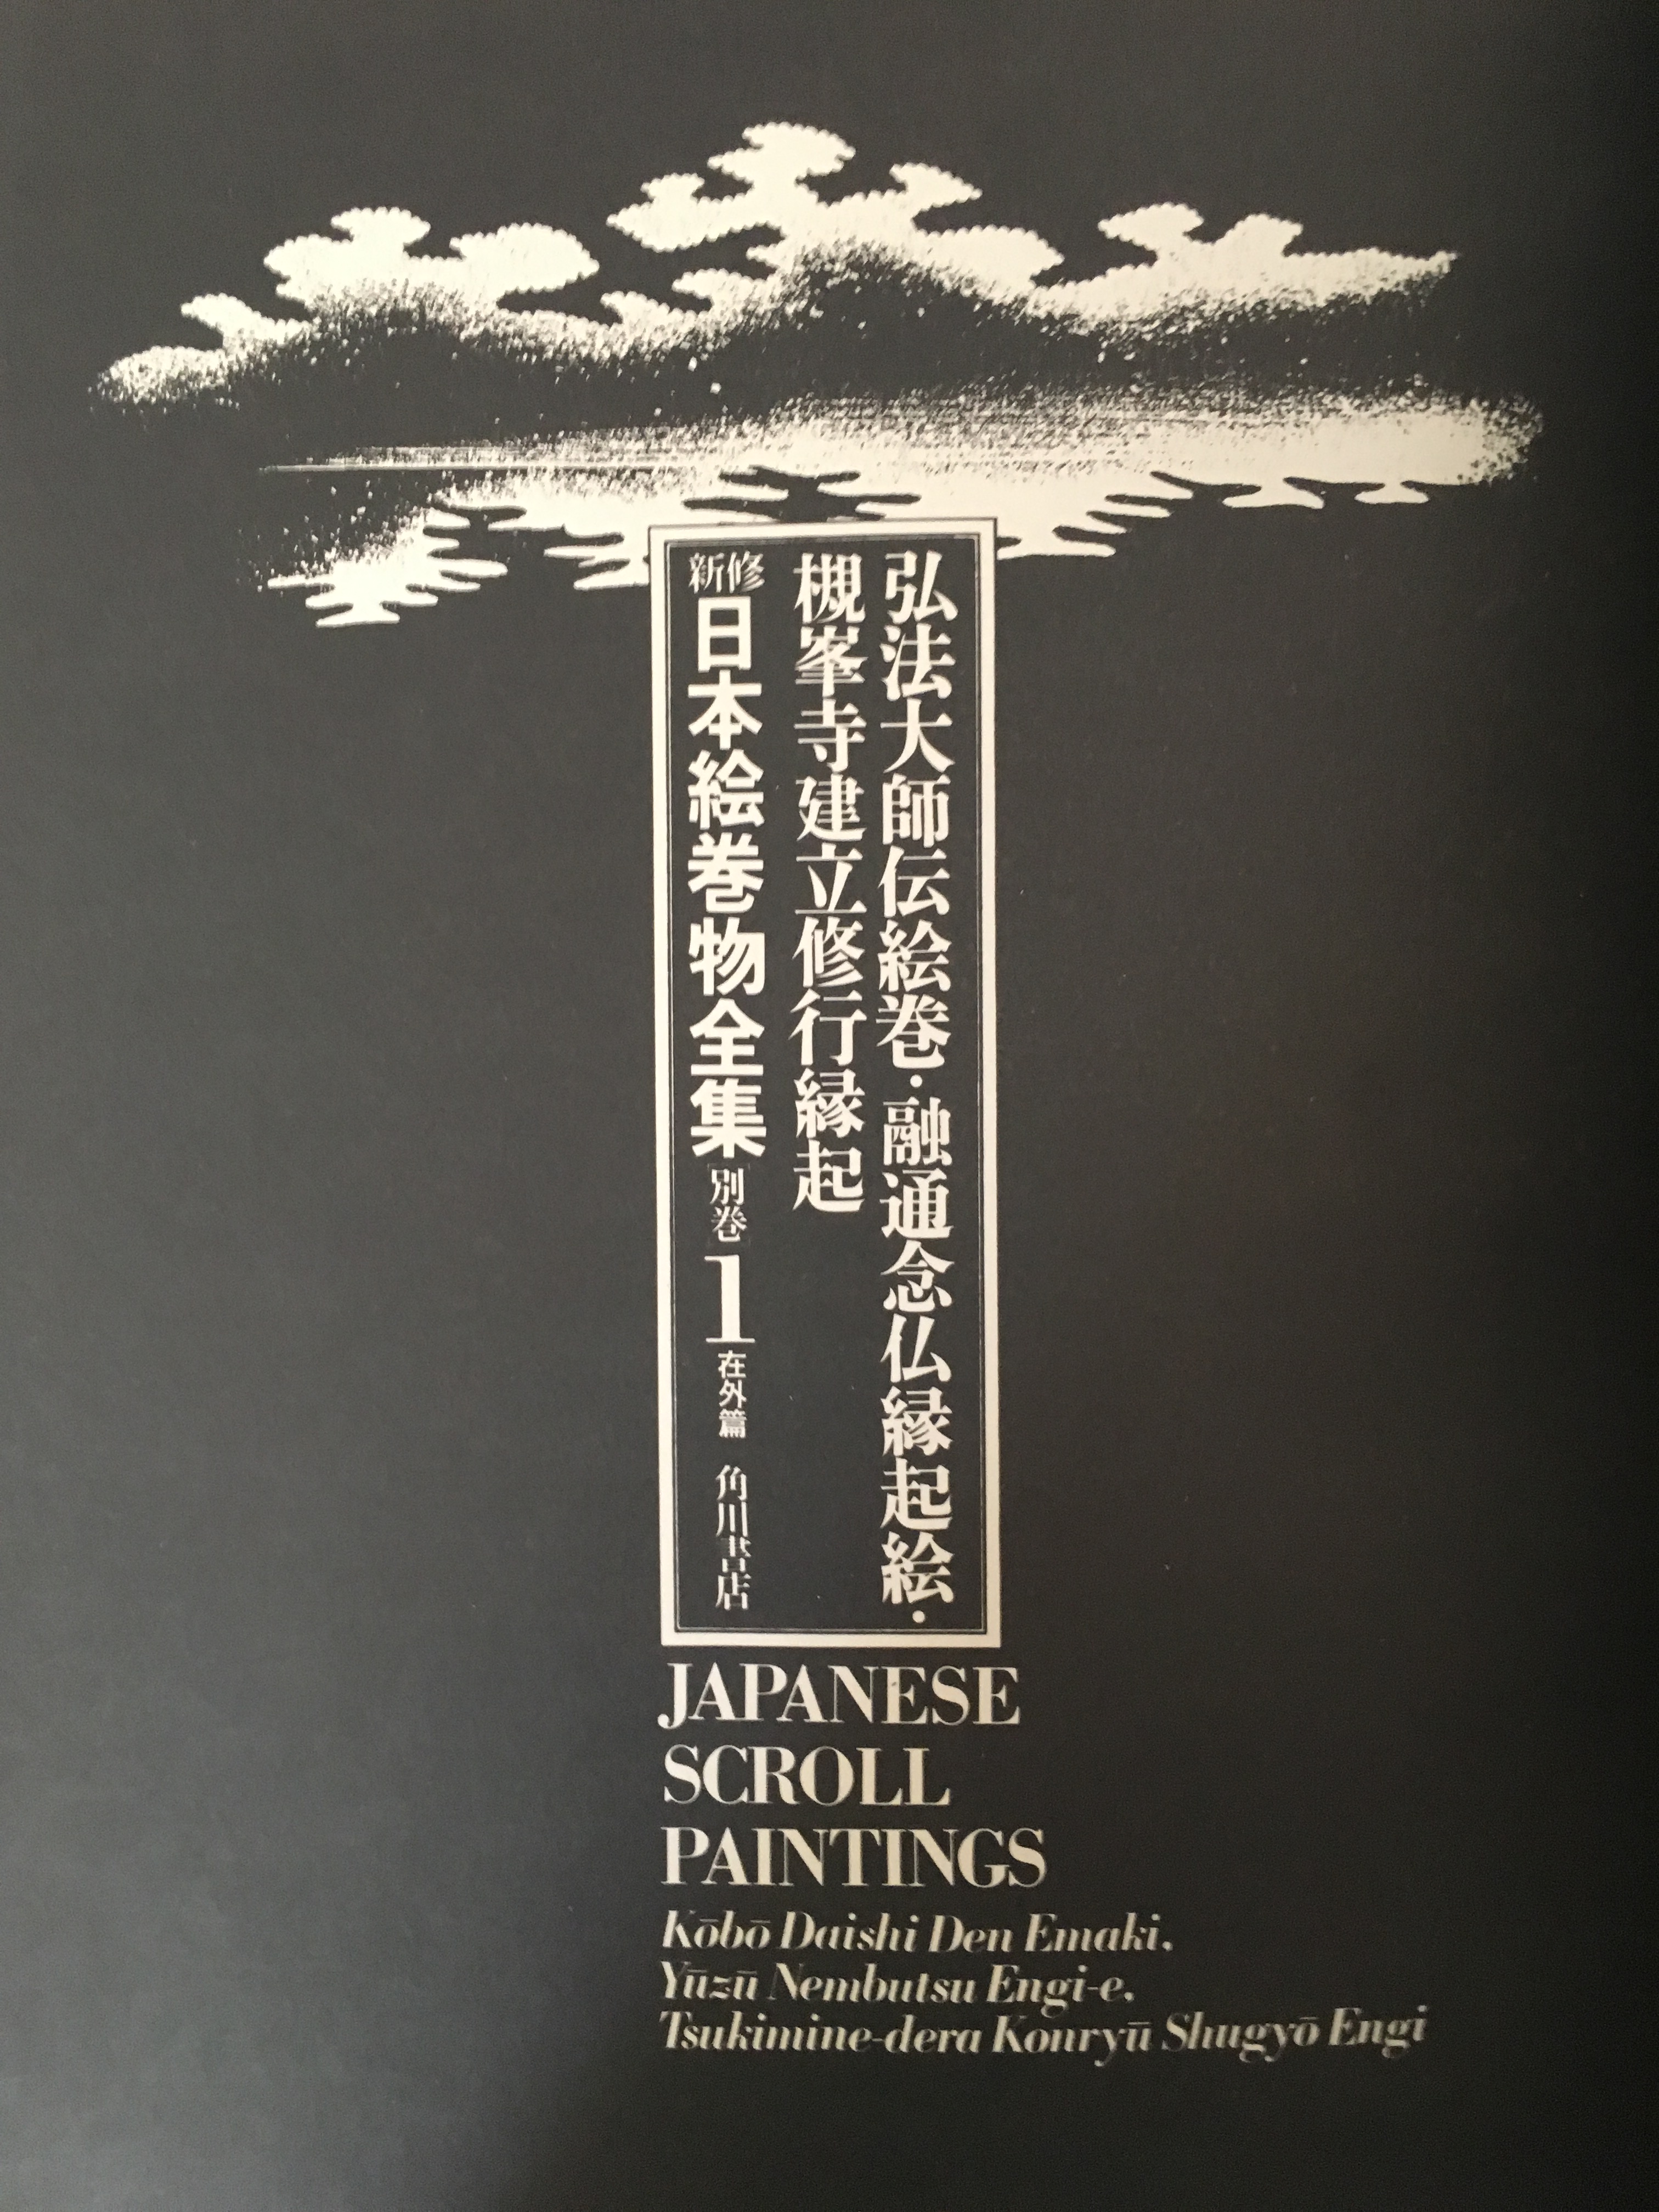 弘法大師伝絵巻・融通念仏縁起絵・
槻峯寺建立修行縁起
新修日本絵巻物全集 別巻1 在外篇 角川書店
JAPANESE
SCROLL
PAINTINGS
Kōbō Daishi Den Emaki,
Yūzū Nembutsu Engi-e,
Tsukimine-dera Konryū Shugyō Engi